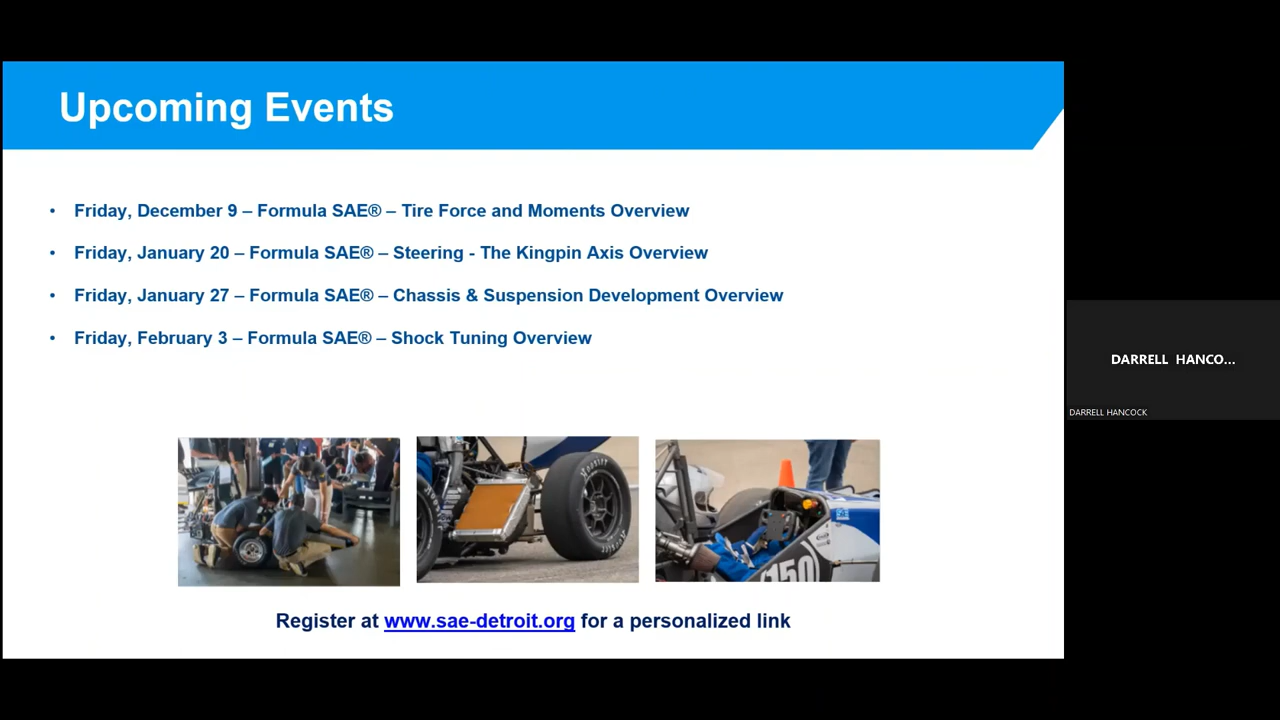 Upcoming Events
• Friday, December 9 – Formula SAE® – Tire Force and Moments Overview
• Friday, January 20 – Formula SAE® – Steering - The Kingpin Axis Overview
• Friday, January 27 – Formula SAE® – Chassis & Suspension Development Overview
• Friday, February 3 – Formula SAE® – Shock Tuning Overview
DARRELL HANCO...
DARRELL HANCOCK
Hoosier
150
Register at www.sae-detroit.org for a personalized link